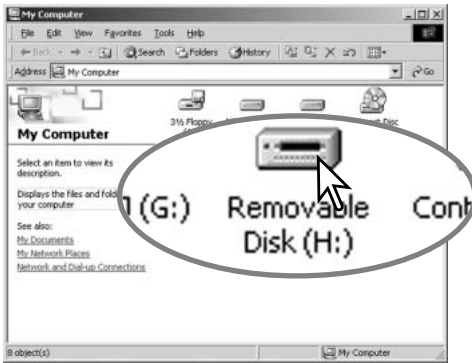 My Computer
File Edit View Favorites Tools Help
Back Search Folders History
Address My Computer Go
3½ Floppy
Disc
My Computer
Select an item to view its
description.
Displays the files and fold
your computer
See also:
My Documents
My Network Places
Network and Dial-up Connections
(G:) Removable Cont
Disk (H:)
8 object(s) My Computer